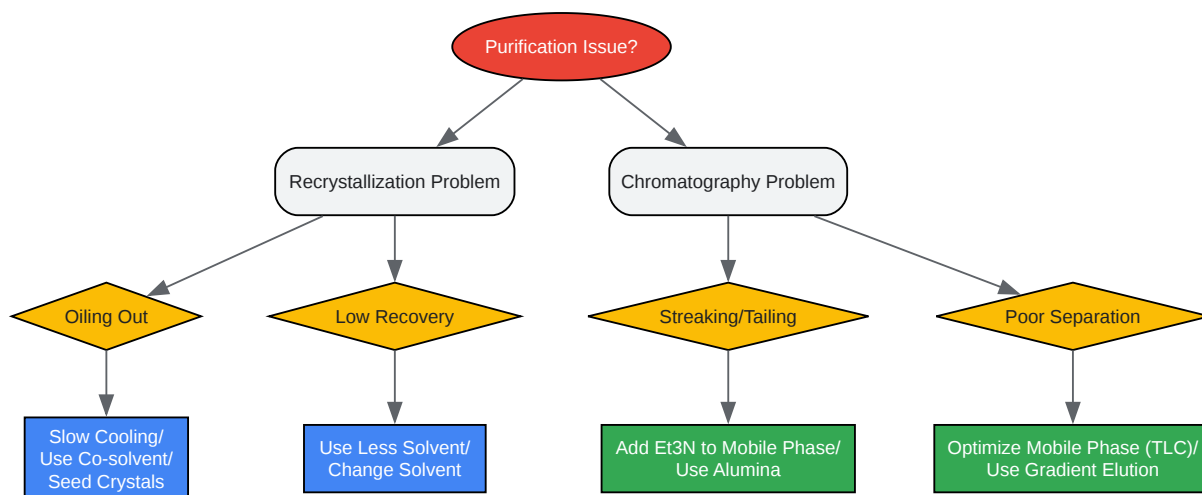 Purification Issue?
Recrystallization Problem
Chromatography Problem
Oiling Out
Low Recovery
Streaking/Tailing
Poor Separation
Slow Cooling/
Use Co-solvent/
Seed Crystals
Use Less Solvent/
Change Solvent
Add Et3N to Mobile Phase/
Use Alumina
Optimize Mobile Phase (TLC)/
Use Gradient Elution